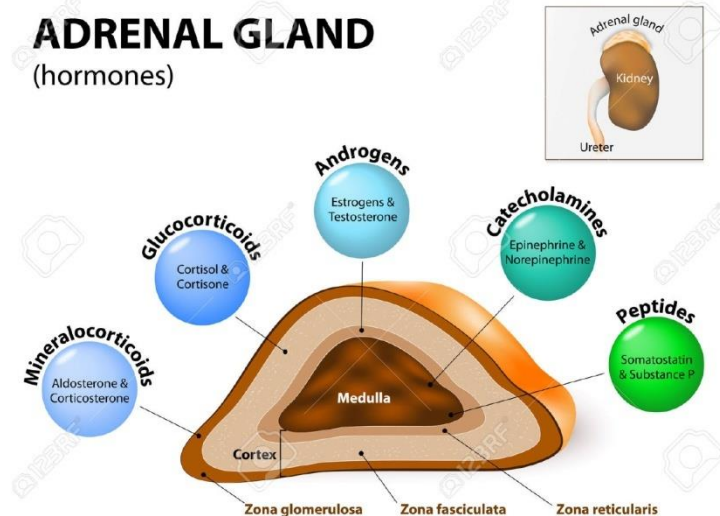 ADRENAL GLAND
(hormones)
Adrenal gland
Kidney
Ureter
Androgens
Estrogens &
Testosterone
Glucocorticoids
Cortisol &
Cortisone
Catecholamines
Epinephrine &
Norepinephrine
Mineralocorticoids
Aldosterone &
Corticosterone
Peptides
Somatostatin
& Substance P
Medulla
Cortex
Zona glomerulosa
Zona fasciculata
Zona reticularis
123RF